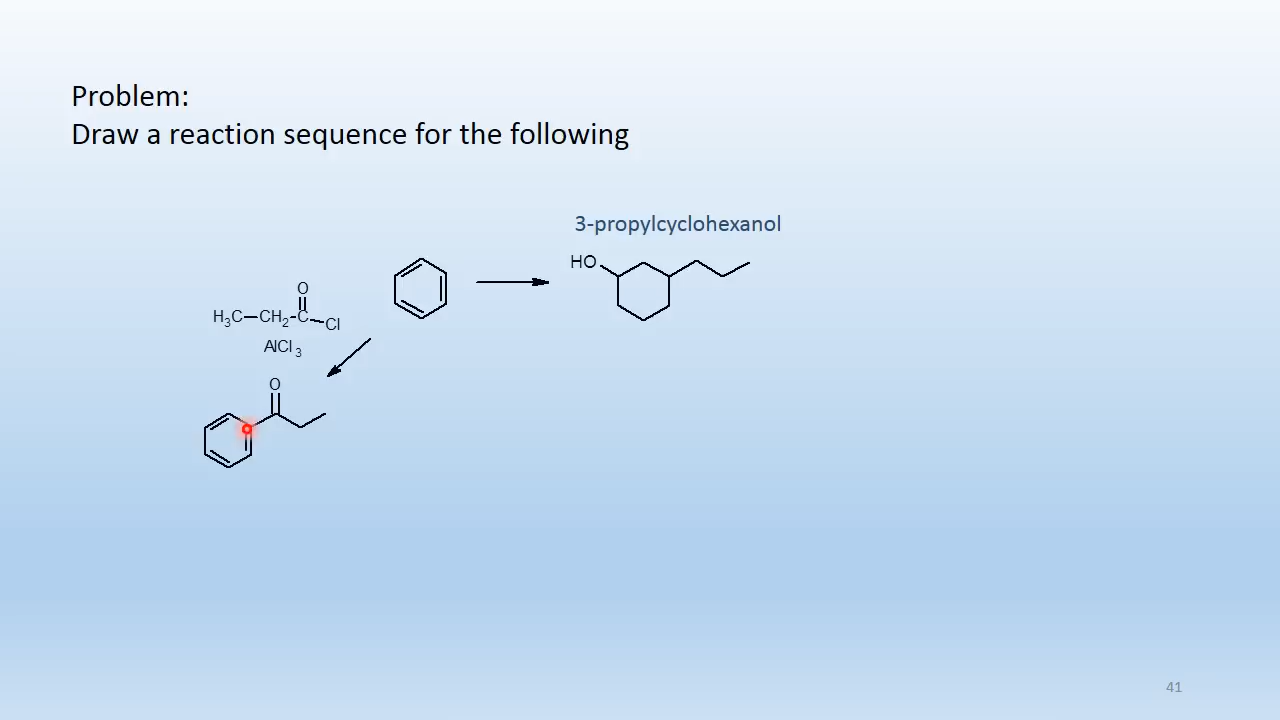 Problem:
Draw a reaction sequence for the following
3-propylcyclohexanol
HO
O
H3C-CH2-C
Cl
AlCl3
O
41